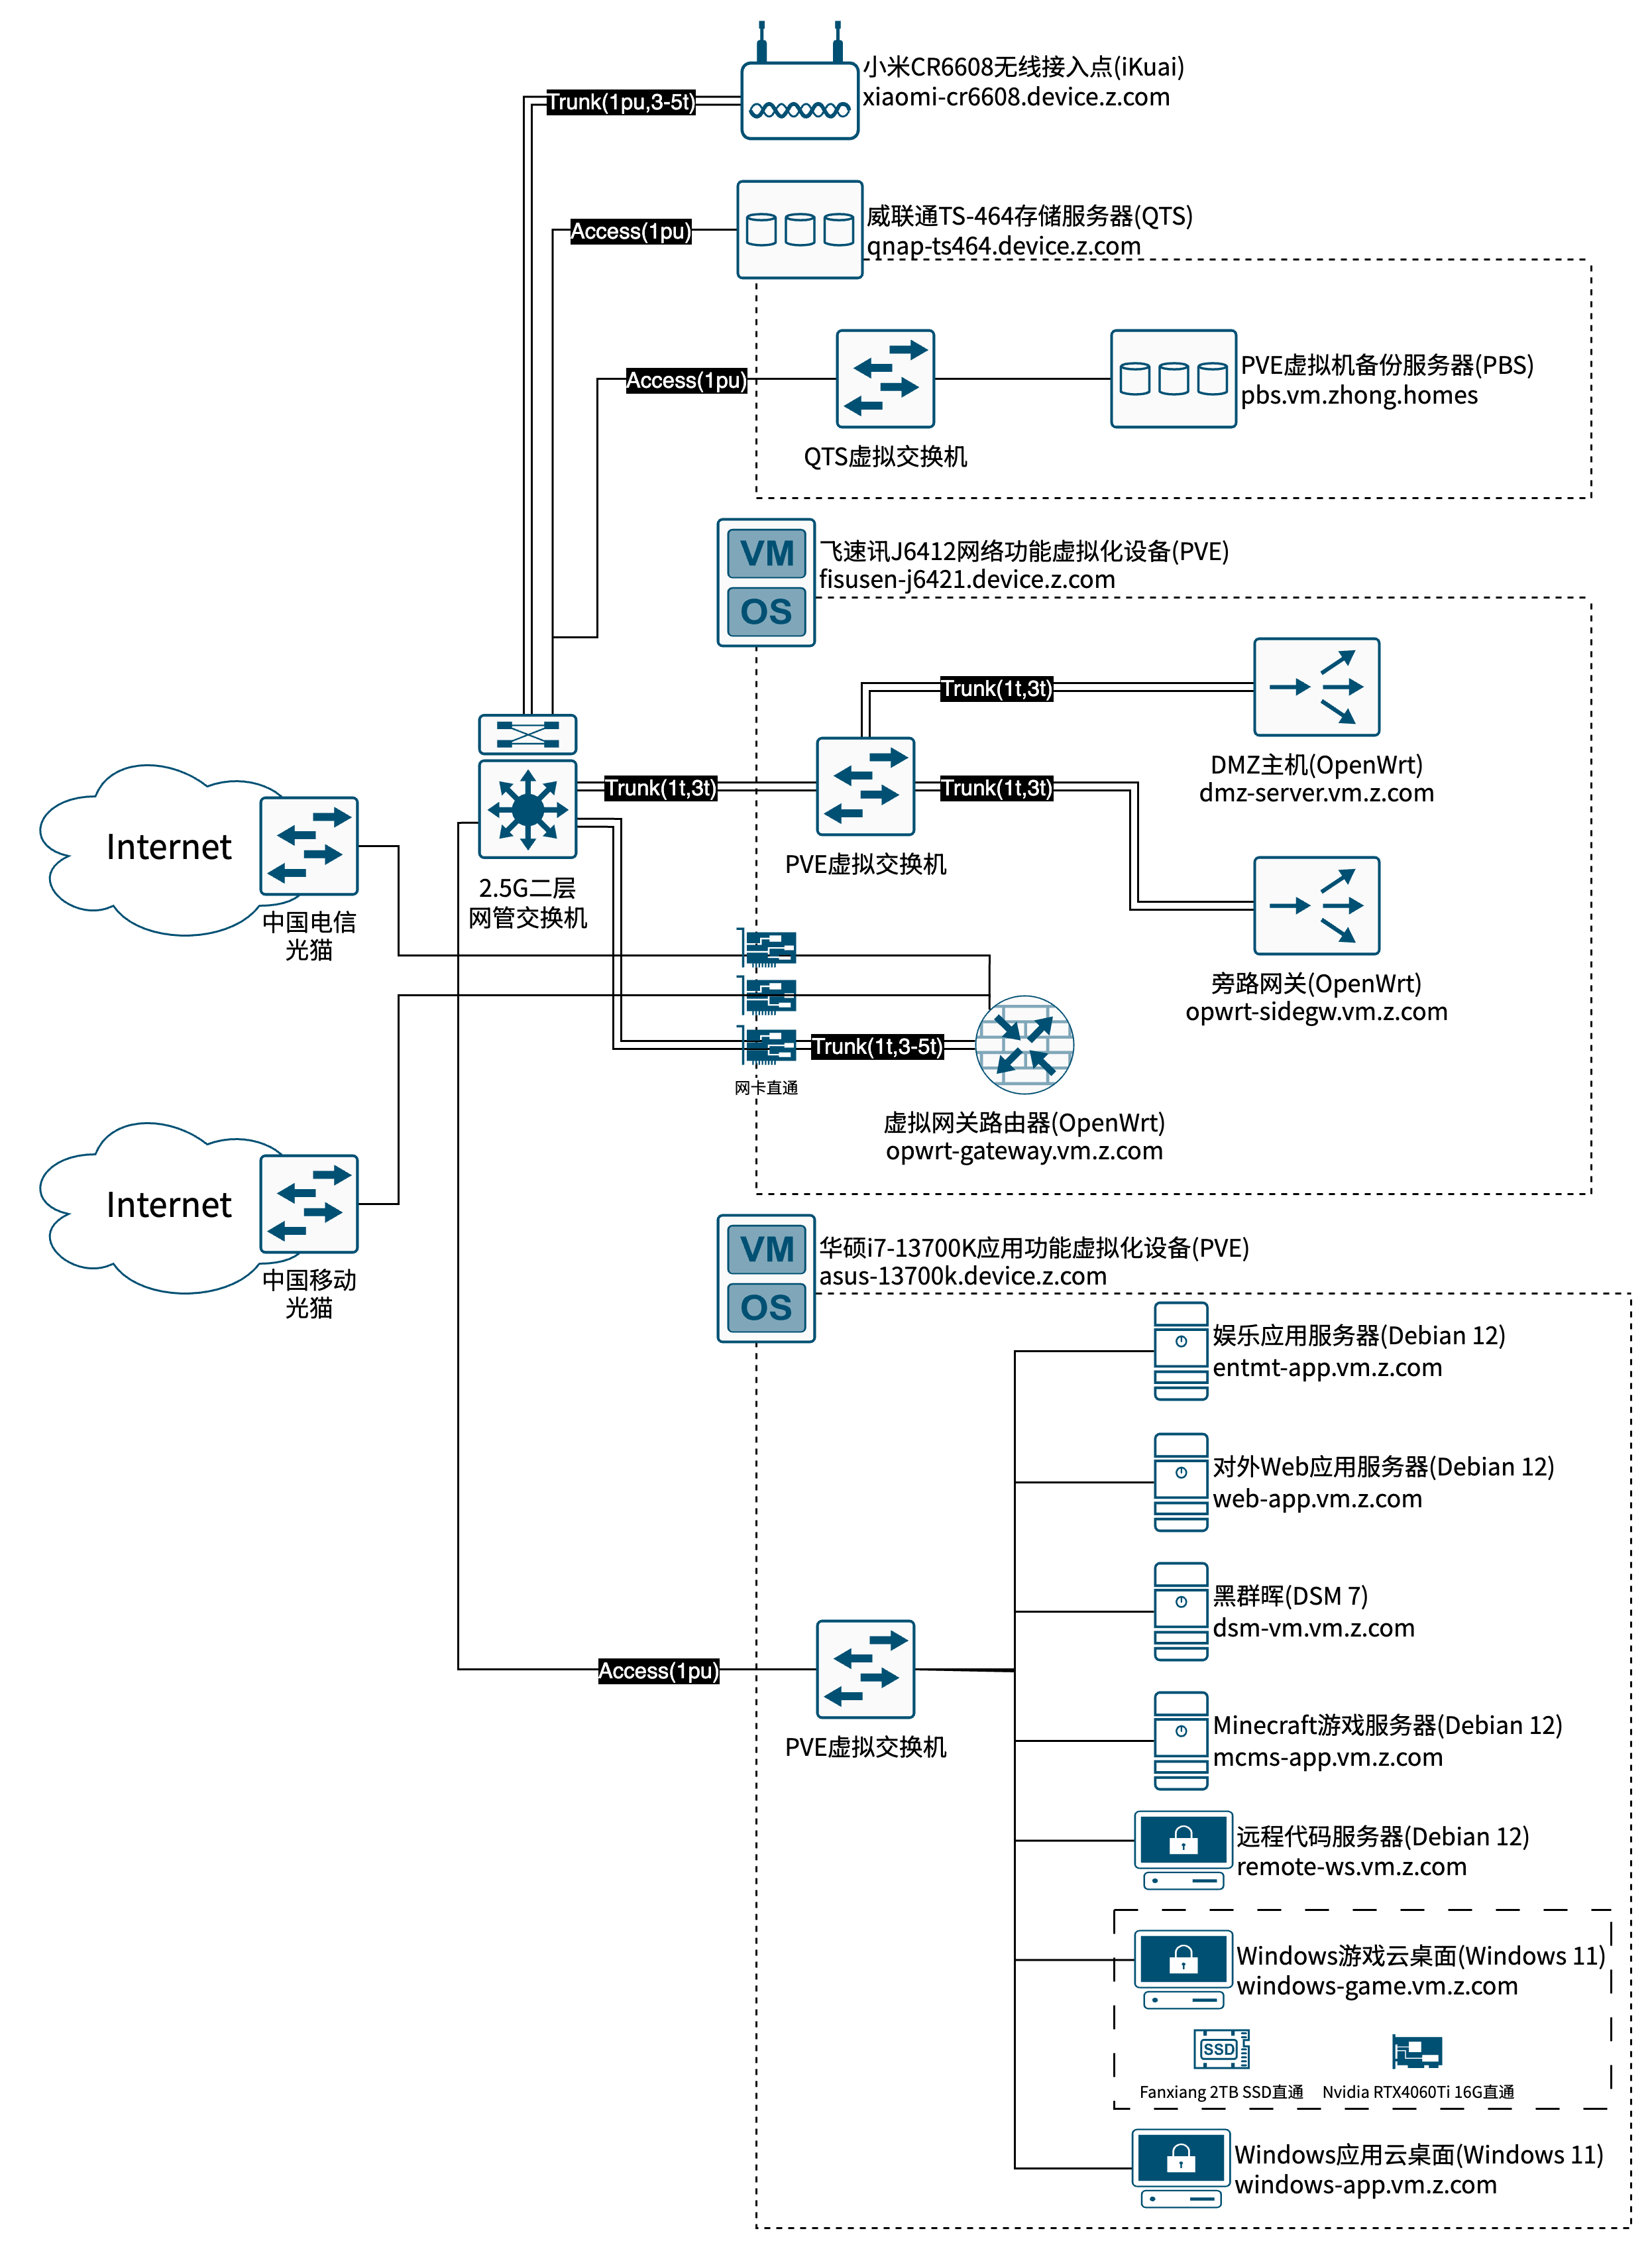 小米CR6608无线接入点(iKuai)
xiaomi-cr6608.device.z.com
Trunk(1pu,3-5t)
威联通TS-464存储服务器(QTS)
qnap-ts464.device.z.com
Access(1pu)
Access(1pu)
PVE虚拟机备份服务器(PBS)
pbs.vm.zhong.homes
QTS虚拟交换机
VM
OS
飞速讯J6412网络功能虚拟化设备(PVE)
fisusen-j6421.device.z.com
Trunk(1t,3t)
DMZ主机(OpenWrt)
dmz-server.vm.z.com
Trunk(1t,3t)
Trunk(1t,3t)
PVE虚拟交换机
2.5G二层
网管交换机
Internet
中国电信
光猫
旁路网关(OpenWrt)
opwrt-sidegw.vm.z.com
Trunk(1t,3-5t)
网卡直通
虚拟网关路由器(OpenWrt)
opwrt-gateway.vm.z.com
Internet
中国移动
光猫
VM
OS
华硕i7-13700K应用功能虚拟化设备(PVE)
asus-13700k.device.z.com
娱乐应用服务器(Debian 12)
entmt-app.vm.z.com
对外Web应用服务器(Debian 12)
web-app.vm.z.com
黑群晖(DSM 7)
dsm-vm.vm.z.com
Access(1pu)
PVE虚拟交换机
Minecraft游戏服务器(Debian 12)
mcms-app.vm.z.com
远程代码服务器(Debian 12)
remote-ws.vm.z.com
Windows游戏云桌面(Windows 11)
windows-game.vm.z.com
SSD
Fanxiang 2TB SSD直通
Nvidia RTX4060Ti 16G直通
Windows应用云桌面(Windows 11)
windows-app.vm.z.com